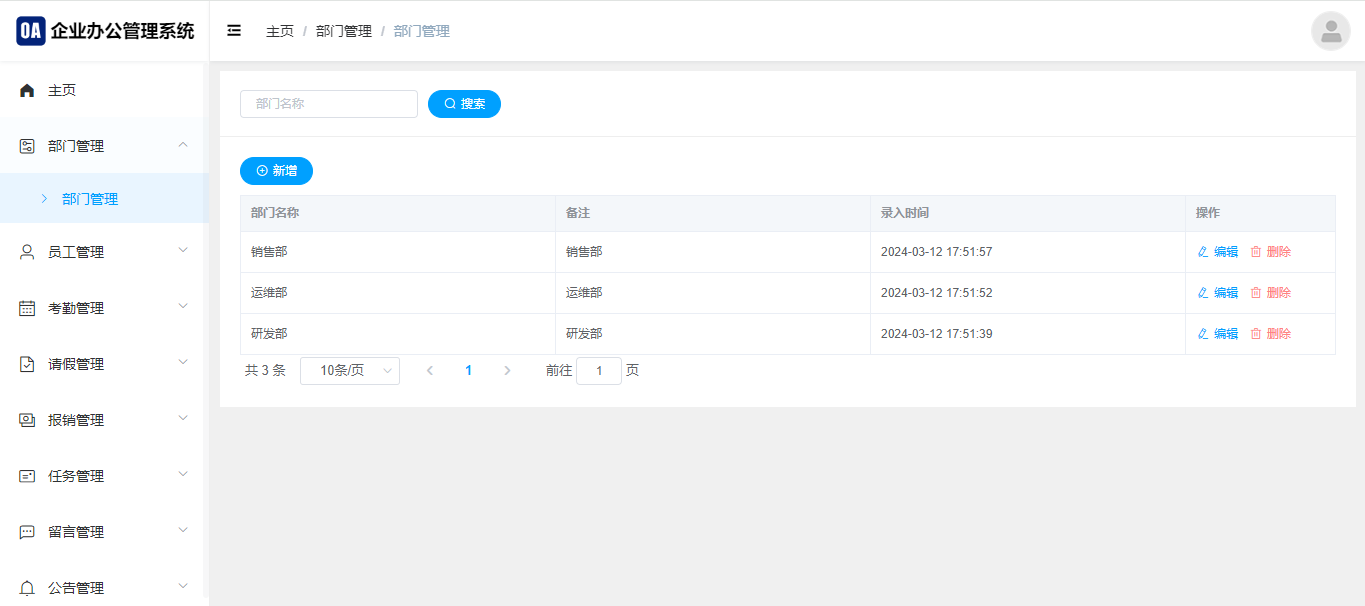 OA 企业办公管理系统
主页 / 部门管理 / 部门管理
主页
部门管理
部门管理
员工管理
考勤管理
请假管理
报销管理
任务管理
留言管理
公告管理
部门名称 搜索
新增
部门名称 备注 录入时间 操作
销售部 销售部 2024-03-12 17:51:57 编辑 删除
运维部 运维部 2024-03-12 17:51:52 编辑 删除
研发部 研发部 2024-03-12 17:51:39 编辑 删除
共 3 条 10条/页 1 前往 1 页